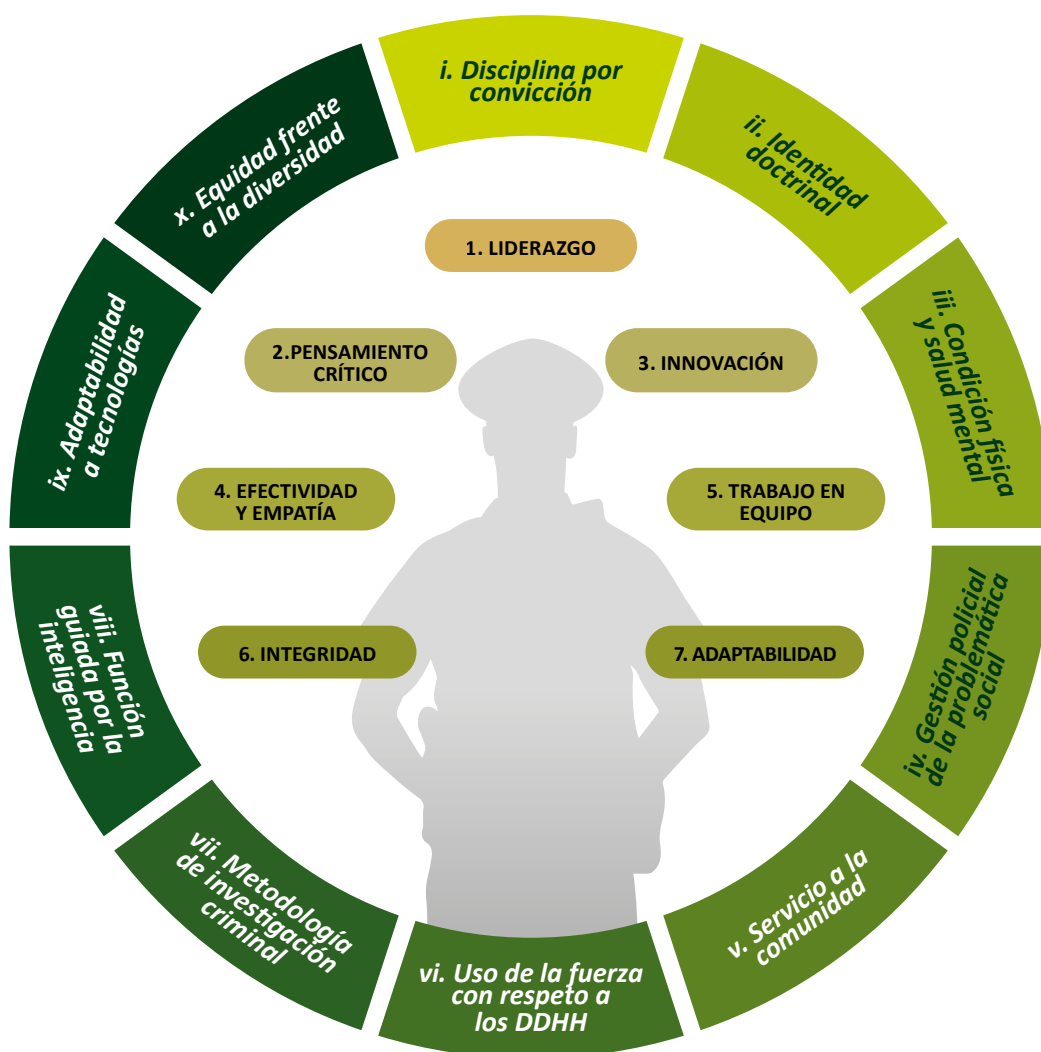 i. Disciplina por
convicción
ii. Identidad
doctrinal
iii. Condición física
y salud mental
iv. Gestión policial
de la problemática
social
v. Servicio a la
comunidad
vi. Uso de la fuerza
con respeto a
los DDHH
vii. Metodología
de investigación
criminal
viii. Función
guiada por la
inteligencia
ix. Adaptabilidad
a tecnologías
x. Equidad frente
a la diversidad
1. LIDERAZGO
2.PENSAMIENTO
CRÍTICO
3. INNOVACIÓN
4. EFECTIVIDAD
Y EMPATÍA
5. TRABAJO EN
EQUIPO
6. INTEGRIDAD
7. ADAPTABILIDAD